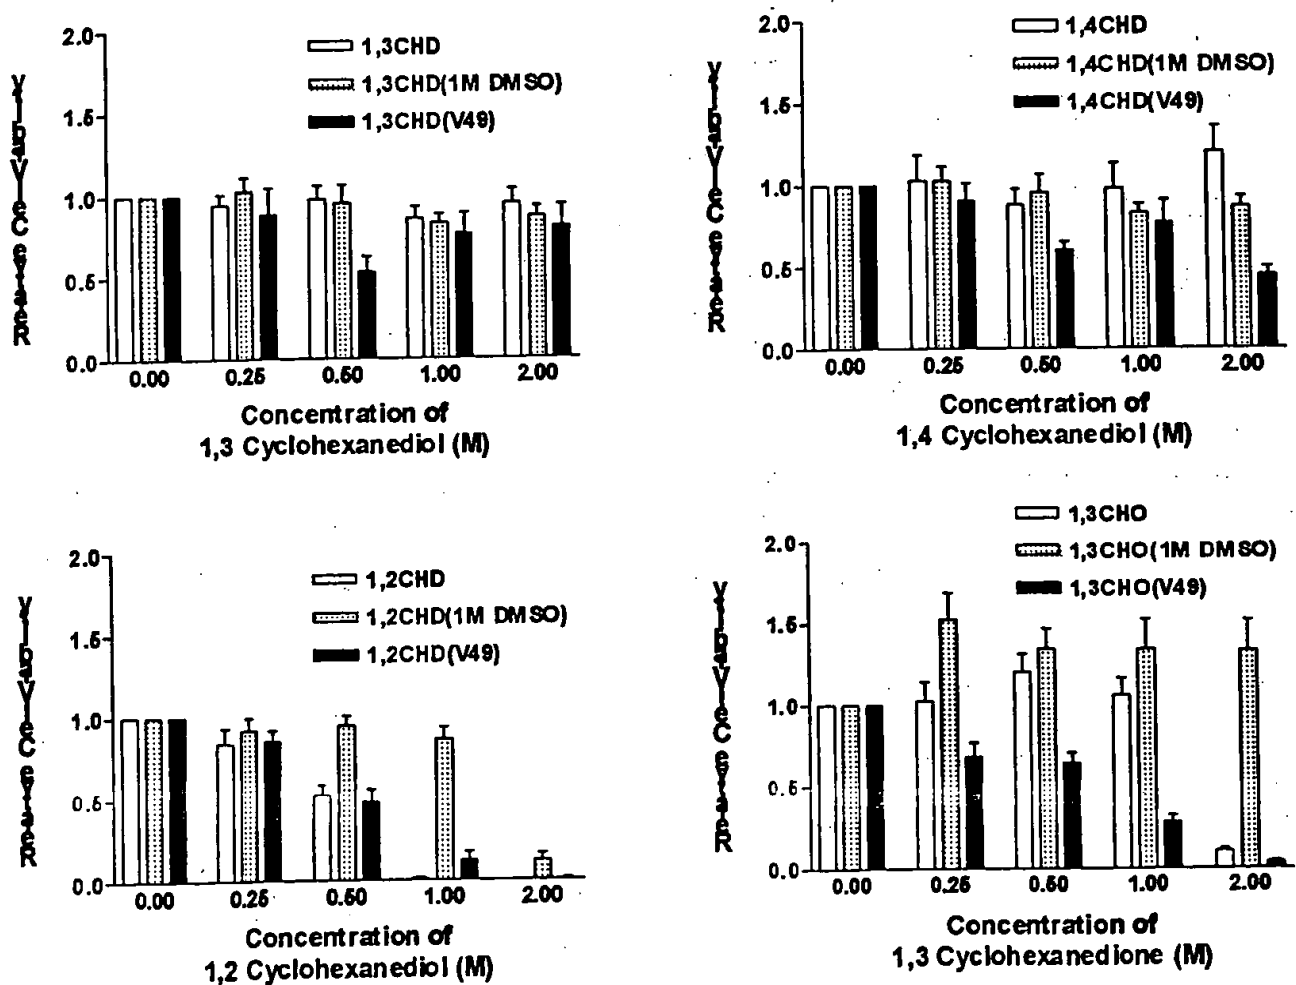 2.0
1,3CHD
1,3CHD(1M DMSO)
1,3CHD(V49)
1.5
1.0
0.5
0.0
0.00 0.25 0.50 1.00 2.00
Concentration of
1,3 Cyclohexanediol (M)
Relative Cell Viability
2.0
1,4CHD
1,4CHD(1M DMSO)
1,4CHD(V49)
1.5
1.0
0.5
0.0
0.00 0.25 0.50 1.00 2.00
Concentration of
1,4 Cyclohexanediol (M)
Relative Cell Viability
2.0
1,2CHD
1,2CHD(1M DMSO)
1,2CHD(V49)
1.5
1.0
0.5
0.0
0.00 0.25 0.50 1.00 2.00
Concentration of
1,2 Cyclohexanediol (M)
Relative Cell Viability
1,3CHO
2.0
1,3CHO(1M DMSO)
1,3CHO(V49)
1.5
1.0
0.5
0.0
0.00 0.25 0.50 1.00 2.00
Concentration of
1,3 Cyclohexanedione (M)
Relative Cell Viability